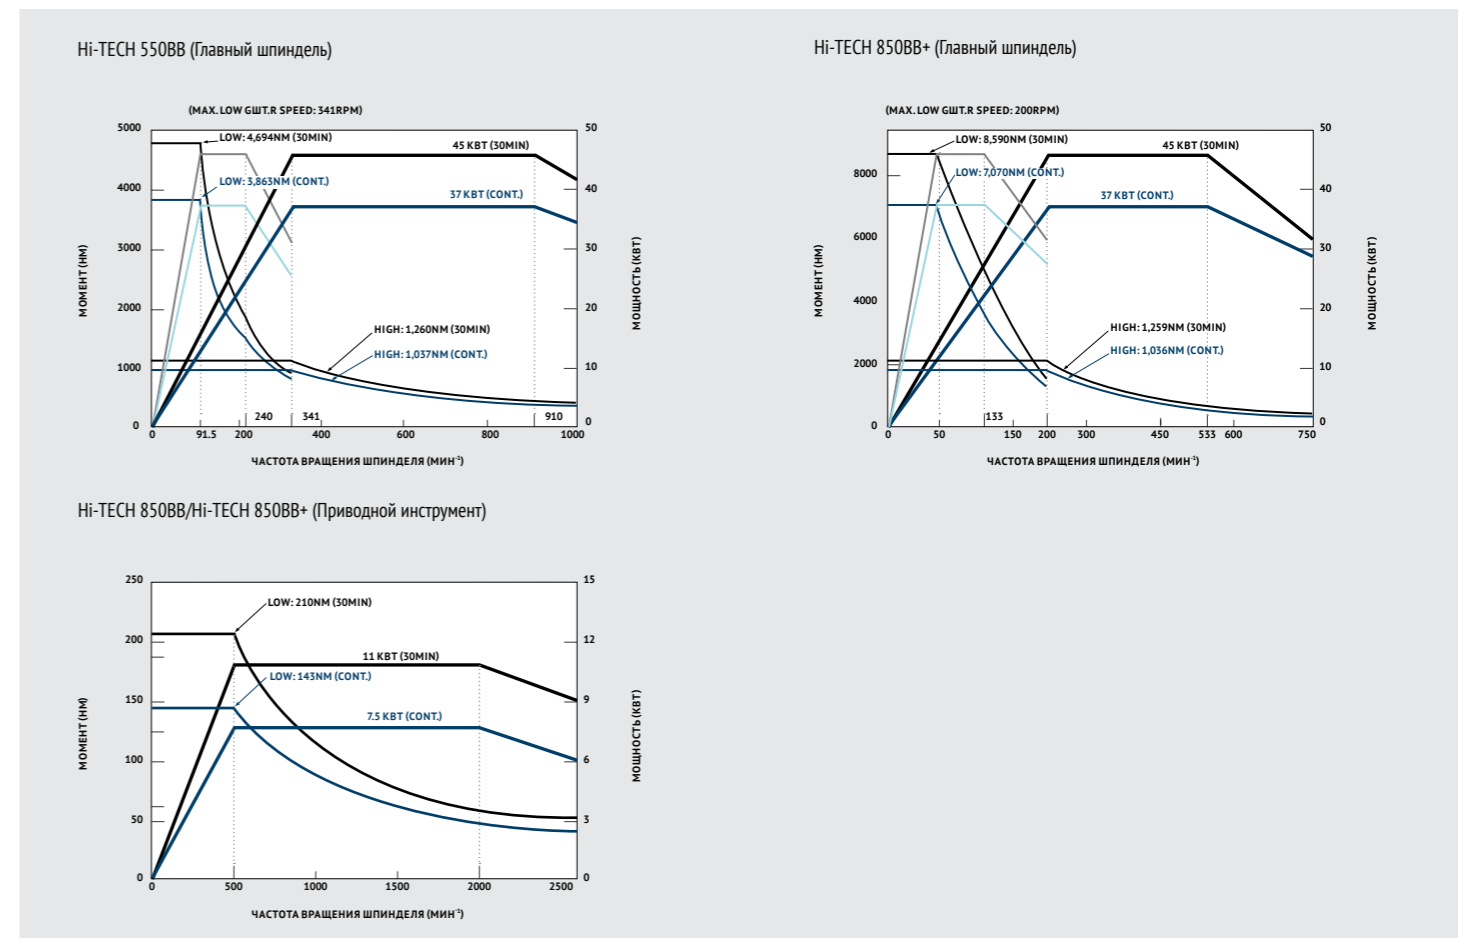 Hi-TECH 550BB (Главный шпиндель)
(MAX. LOW GШТ.R SPEED: 341RPM)
5000
4000
3000
2000
1000
0
МОМЕНТ (НМ)
LOW: 4,694NM (30MIN)
LOW: 3,863NM (CONT.)
45 КВТ (30MIN)
37 КВТ (CONT.)
HIGH: 1,260NM (30MIN)
HIGH: 1,037NM (CONT.)
240
341
910
50
40
30
20
10
0
МОЩНОСТЬ (КВТ)
0 91.5 200 400 600 800 1000
ЧАСТОТА ВРАЩЕНИЯ ШПИНДЕЛЯ (МИН⁻¹)
Hi-TECH 850BB+ (Главный шпиндель)
(MAX. LOW GШТ.R SPEED: 200RPM)
8000
6000
4000
2000
0
МОМЕНТ (НМ)
LOW: 8,590NM (30MIN)
LOW: 7,070NM (CONT.)
45 КВТ (30MIN)
37 КВТ (CONT.)
HIGH: 1,259NM (30MIN)
HIGH: 1,036NM (CONT.)
133
50
40
30
20
10
0
МОЩНОСТЬ (КВТ)
0 50 150 200 300 450 533 600 750
ЧАСТОТА ВРАЩЕНИЯ ШПИНДЕЛЯ (МИН⁻¹)
Hi-TECH 850BB/Hi-TECH 850BB+ (Приводной инструмент)
250
200
150
100
50
0
МОМЕНТ (НМ)
LOW: 210NM (30MIN)
11 КВТ (30MIN)
LOW: 143NM (CONT.)
7.5 КВТ (CONT.)
15
12
9
6
3
0
МОЩНОСТЬ (КВТ)
0 500 1000 1500 2000 2500
ЧАСТОТА ВРАЩЕНИЯ ШПИНДЕЛЯ (МИН⁻¹)